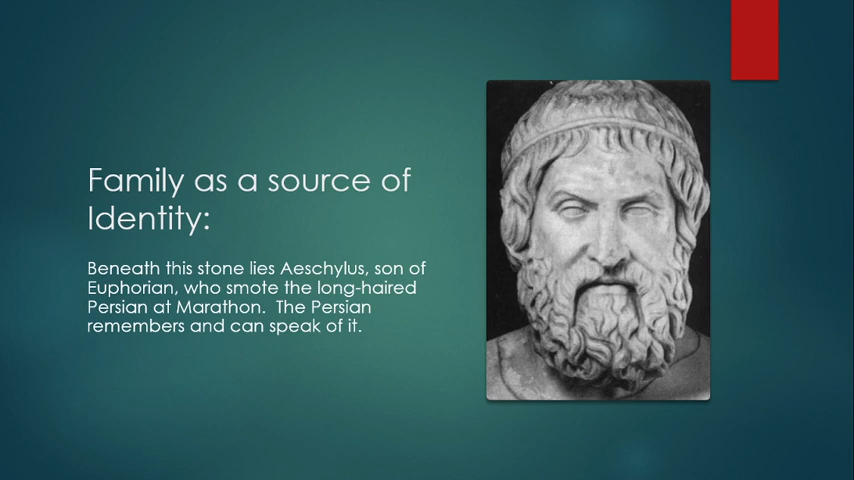 Family as a source of
Identity:
Beneath this stone lies Aeschylus, son of
Euphorian, who smote the long-haired
Persian at Marathon.  The Persian
remembers and can speak of it.